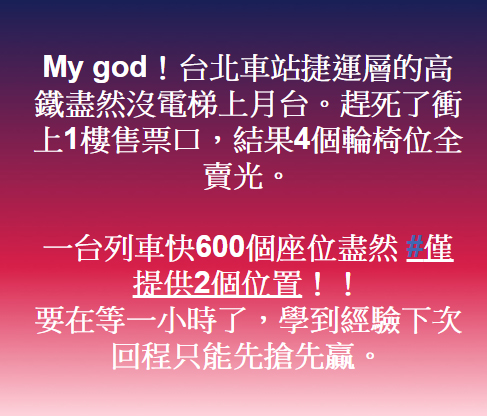 My god！台北車站捷運層的高
鐵盡然沒電梯上月台。趕死了衝
上1樓售票口，結果4個輪椅位全
賣光。
一台列車快600個座位盡然 #僅
提供2個位置！！
要在等一小時了，學到經驗下次
回程只能先搶先贏。